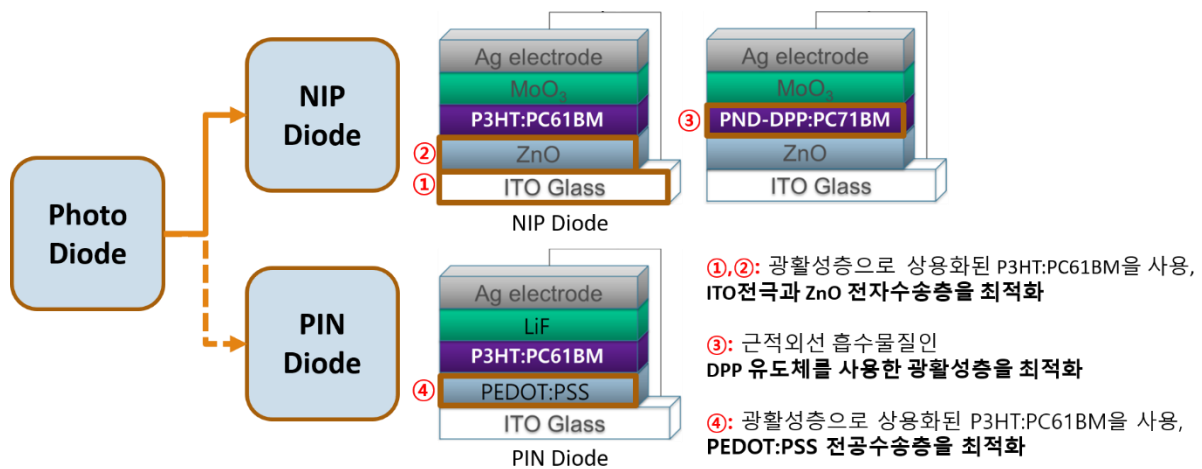 Photo
Diode
NIP
Diode
PIN
Diode
Ag electrode
MoO₃
P3HT:PC61BM
② ZnO
① ITO Glass
NIP Diode
Ag electrode
MoO₃
③ PND-DPP:PC71BM
ZnO
ITO Glass
Ag electrode
LiF
P3HT:PC61BM
④ PEDOT:PSS
ITO Glass
PIN Diode
①,②: 광활성층으로 상용화된 P3HT:PC61BM을 사용,
ITO전극과 ZnO 전자수송층을 최적화
③: 근적외선 흡수물질인
DPP 유도체를 사용한 광활성층을 최적화
④: 광활성층으로 상용화된 P3HT:PC61BM을 사용,
PEDOT:PSS 전공수송층을 최적화